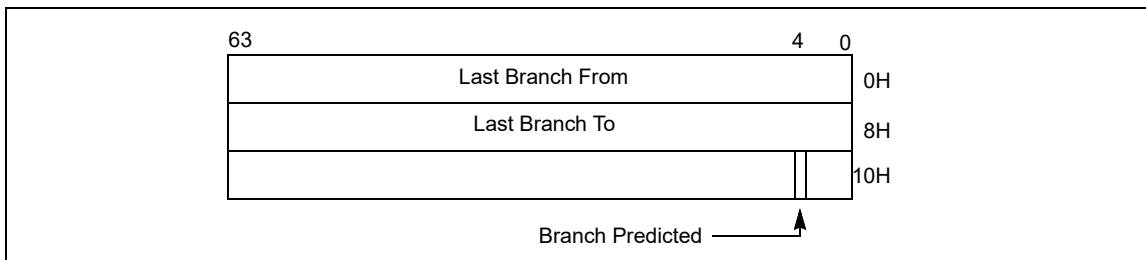 63 4 0
Last Branch From 0H
Last Branch To 8H
10H
Branch Predicted